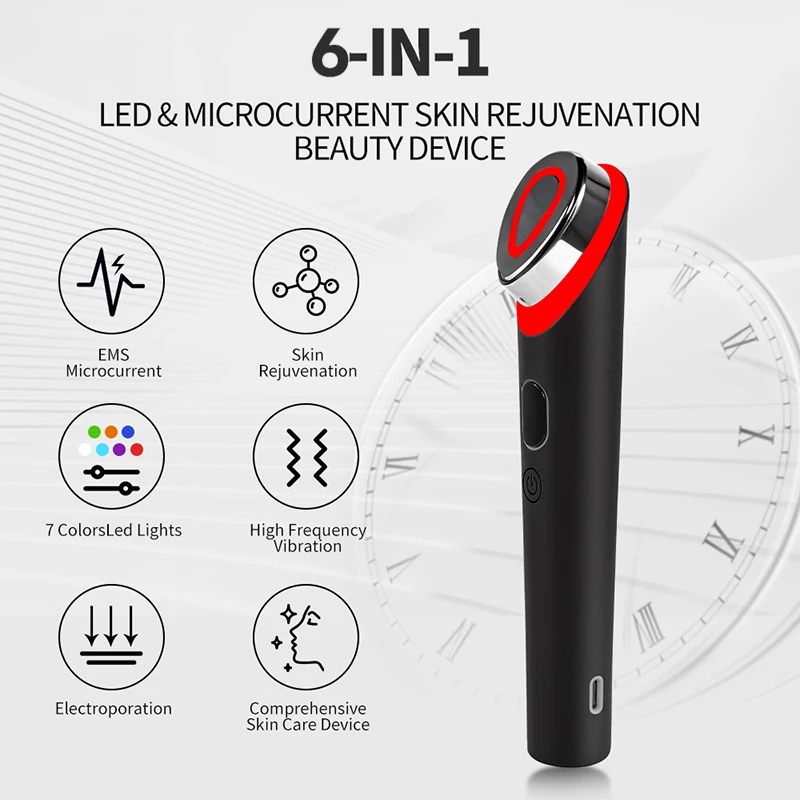 6-IN-1
LED & MICROCURRENT SKIN REJUVENATION
BEAUTY DEVICE
EMS
Microcurrent
Skin
Rejuvenation
7 ColorsLed Lights
High Frequency
Vibration
Electroporation
Comprehensive
Skin Care Device